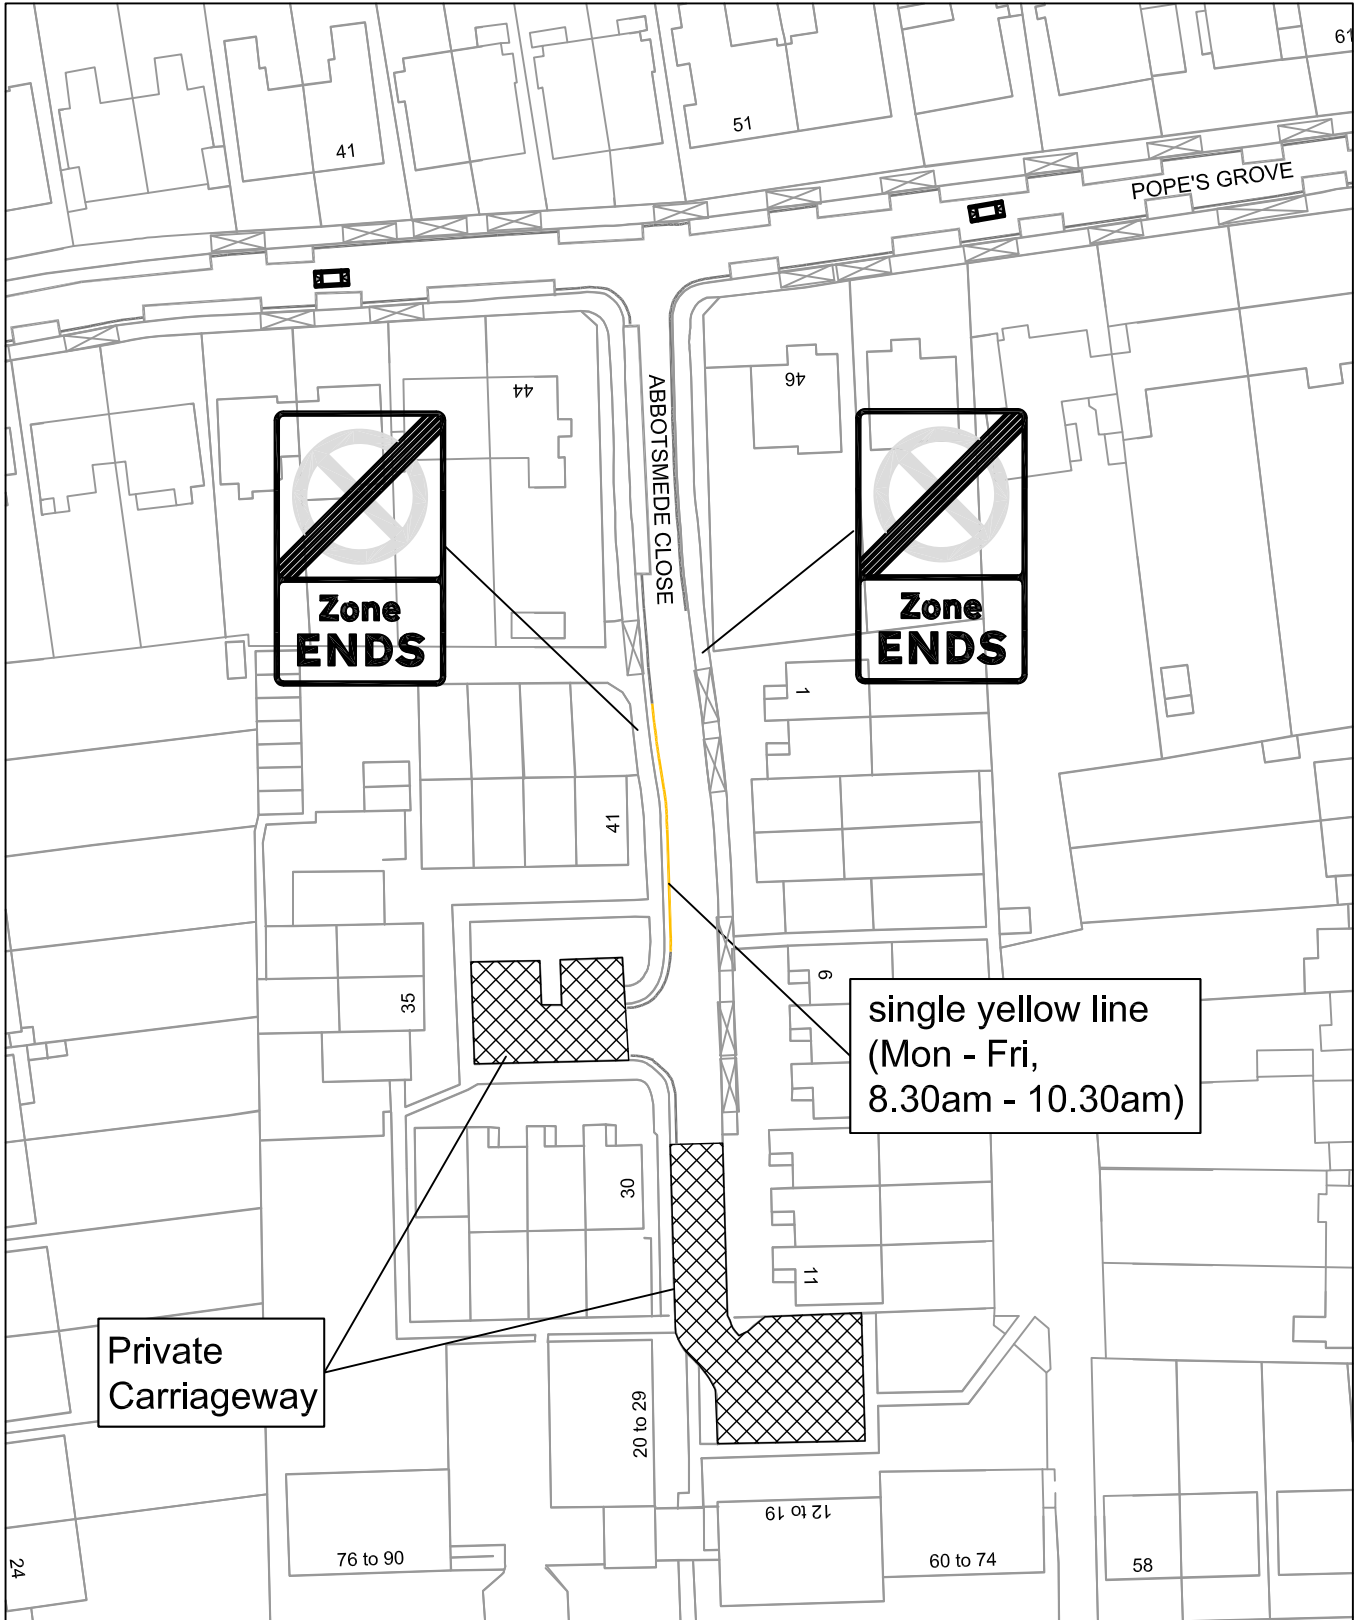 61
51
41
POPE'S GROVE
44
46
ABBOTSMEDE CLOSE
Zone
ENDS
Zone
ENDS
1
41
9
35
single yellow line
(Mon - Fri,
8.30am - 10.30am)
30
11
Private
Carriageway
20 to 29
12 to 19
76 to 90
60 to 74
58
24